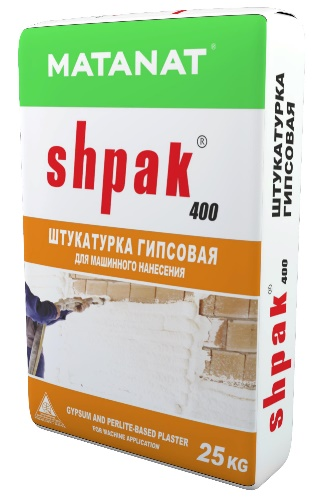 MATANAT®
shpak®
400
ШТУКАТУРКА ГИПСОВАЯ
ДЛЯ МАШИННОГО НАНЕСЕНИЯ
GYPSUM AND PERLITE-BASED PLASTER
FOR MACHINE APPLICATION
25 KG
ШТУКАТУРКА
ГИПСОВАЯ
shpak®
400